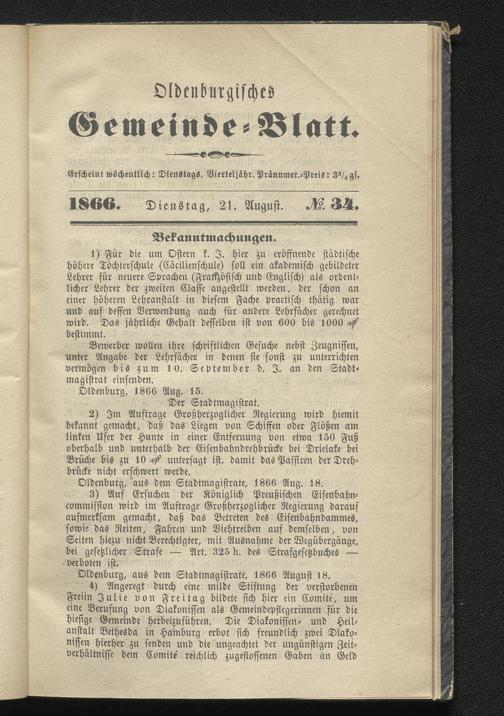 Oldenburgisches
Gemeinde-Blatt.
Erscheint wöchentlich: Dienstags. Vierteljähr. Pränumer.-Preis: 3¾ gs.
1866. Dienstag, 21. August. №. 34.
Bekanntmachungen.
1) Für die um Ostern k. J. hier zu eröffnende städtische
höhere Töchterschule (Cäcilienschule) soll ein akademisch gebildeter
Lehrer für neuere Sprachen (Französisch und Englisch) als ordent-
licher Lehrer der zweiten Classe angestellt werden, der schon an
einer höheren Lehranstalt in diesem Fache practisch thätig war
und auf dessen Verwendung auch für andere Lehrfächer gerechnet
wird. Das jährliche Gehalt desselben ist von 600 bis 1000 ₰
bestimmt.
Bewerber wollen ihre schriftlichen Gesuche nebst Zeugnissen,
unter Angabe der Lehrfächer in denen sie sonst zu unterrichten
vermögen bis zum 10. September d. J. an den Stadt-
magistrat einsenden.
Oldenburg, 1866 Aug. 15.
Der Stadtmagistrat.
2) Im Auftrage Großherzoglicher Regierung wird hiemit
bekannt gemacht, daß das Liegen von Schiffen oder Flößen am
linken Ufer der Hunte in einer Entfernung von etwa 150 Fuß
oberhalb und unterhalb der Eisenbahndrehbrücke bei Drielake bei
Brüche bis zu 10 ₰ untersagt ist, damit das Passiren der Dreh-
brücke nicht erschwert werde.
Oldenburg, aus dem Stadtmagistrate, 1866 Aug. 18.
3) Auf Ersuchen der Königlich Preußischen Eisenbahn-
commission wird im Auftrage Großherzoglicher Regierung darauf
aufmerksam gemacht, daß das Betreten des Eisenbahndammes,
sowie das Reiten, Fahren und Viehtreiben auf demselben, von
Seiten hiezu nicht Berechtigter, mit Ausnahme der Wegübergänge,
bei gesetzlicher Strafe — Art. 325 h. des Strafgesetzbuches —
verboten ist.
Oldenburg, aus dem Stadtmagistrate, 1866 August 18.
4) Angeregt durch eine milde Stiftung der verstorbenen
Freiin Julie von Freitag bildete sich hier ein Comité, um
eine Berufung von Diakonissen als Gemeindepflegerinnen für die
hiesige Gemeinde herbeizuführen. Die Diakonissen- und Heil-
anstalt Bethesda in Hamburg erbot sich freundlich zwei Diako-
nissen hierher zu senden und die ungeachtet der ungünstigen Zeit-
verhältnisse dem Comité reichlich zugeflossenen Gaben an Geld